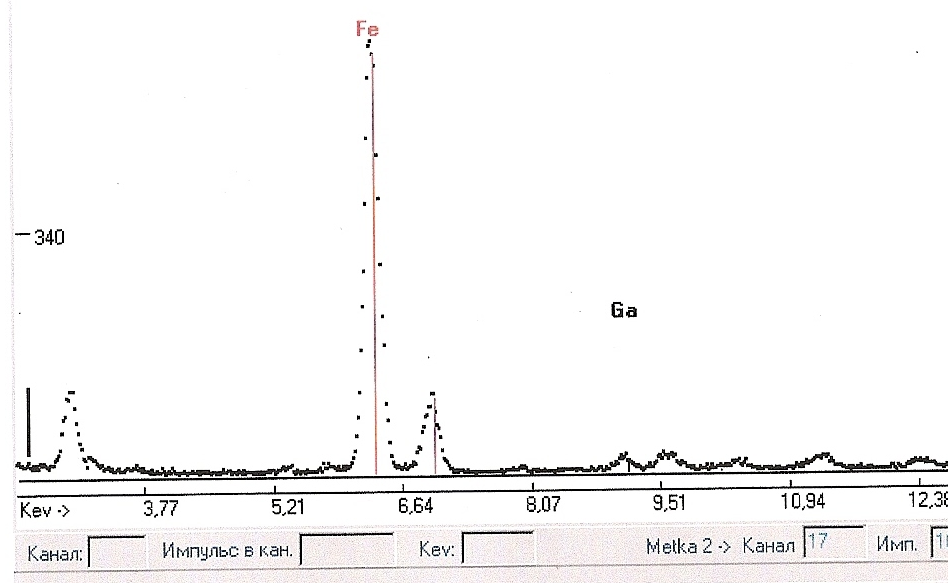 Fe
340
Ga
Kev -> 3,77 5,21 6,64 8,07 9,51 10,94 12,38
Канал: Импульс в кан. Kev: Metka 2 -> Канал 17 Имп.